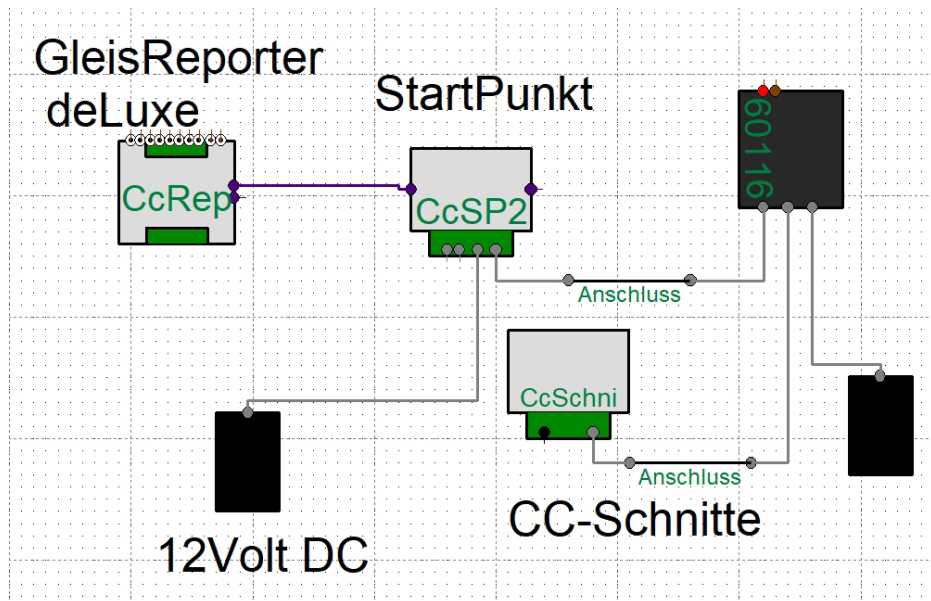 GleisReporter
deLuxe
StartPunkt
60116
CcRep
CcSP2
Anschluss
CcSchni
Anschluss
CC-Schnitte
12Volt DC